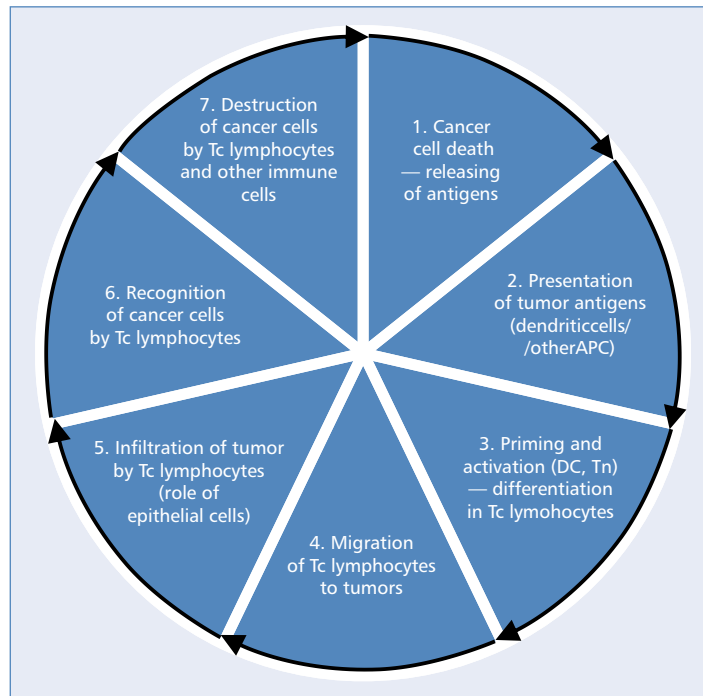 1. Cancer
cell death
— releasing
of antigens
2. Presentation
of tumor antigens
(dendriticcells/
/otherAPC)
3. Priming and
activation (DC, Tn)
— differentiation
in Tc lymohocytes
4. Migration
of Tc lymphocytes
to tumors
5. Infiltration of tumor
by Tc lymphocytes
(role of
epithelial cells)
6. Recognition
of cancer cells
by Tc lymphocytes
7. Destruction
of cancer cells
by Tc lymphocytes
and other immune
cells